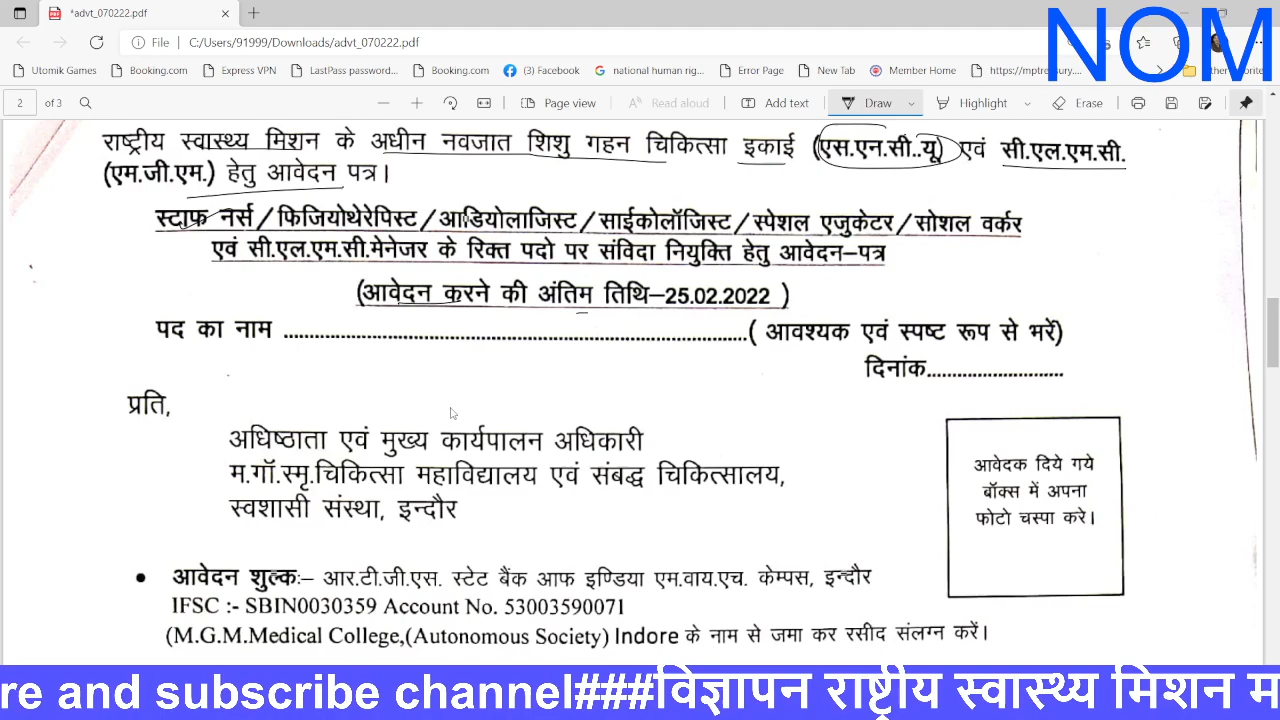 *advt_070222.pdf
NOM
File C:/Users/91999/Downloads/advt_070222.pdf
Utomik Games Booking.com Express VPN LastPassPassword... Booking.com (3) Facebook national human rig... Error Page New Tab Member Home https://mptreasury....
2 of 3 Page view Read aloud Add text Draw Highlight Erase
राष्ट्रीय स्वास्थ्य मिशन के अधीन नवजात शिशु गहन चिकित्सा इकाई (एस.एन.सी..यू) एवं सी.एल.एम.सी.
(एम.जी.एम.) हेतु आवेदन पत्र।
स्टाफ नर्स/फिजियोथेरेपिस्ट/आडियोलाजिस्ट/साईकोलॉजिस्ट/स्पेशल एजुकेटर/सोशल वर्कर
एवं सी.एल.एम.सी.मेनेजर के रिक्त पदो पर संविदा नियुक्ति हेतु आवेदन–पत्र
(आवेदन करने की अंतिम तिथि–25.02.2022 )
पद का नाम ................................................................................( आवश्यक एवं स्पष्ट रूप से भरें)
दिनांक..........................
प्रति,
अधिष्ठाता एवं मुख्य कार्यपालन अधिकारी
म.गॉ.स्मृ.चिकित्सा महाविद्यालय एवं संबद्ध चिकित्सालय,
स्वशासी संस्था, इन्दौर
आवेदक दिये गये
बॉक्स में अपना
फोटो चस्पा करे।
• आवेदन शुल्कः– आर.टी.जी.एस. स्टेट बैंक आफ इण्डिया एम.वाय.एच. केम्पस, इन्दौर
IFSC :- SBIN0030359 Account No. 53003590071
(M.G.M.Medical College,(Autonomous Society) Indore के नाम से जमा कर रसीद संलग्न करें।
re and subscribe channel###विज्ञापन राष्ट्रीय स्वास्थ्य मिशन म